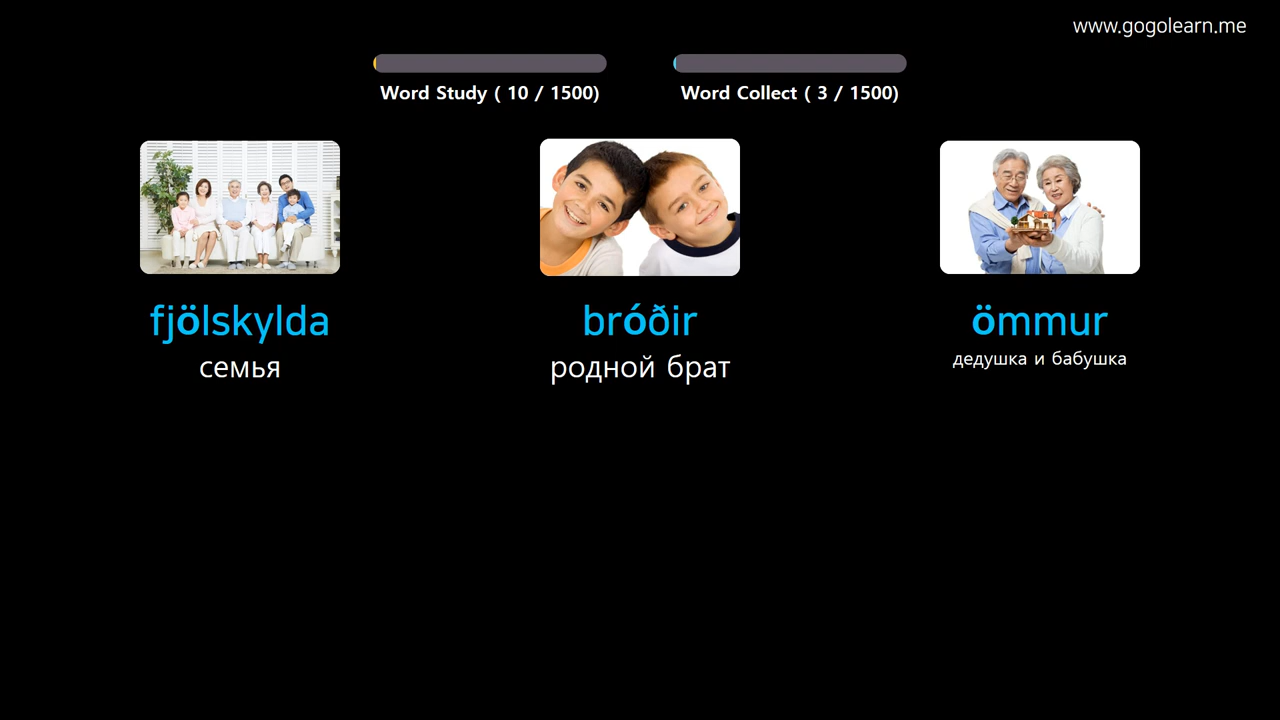 www.gogolearn.me
Word Study ( 10 / 1500)
Word Collect ( 3 / 1500)
fjölskylda
семья
bróðir
родной брат
ömmur
дедушка и бабушка